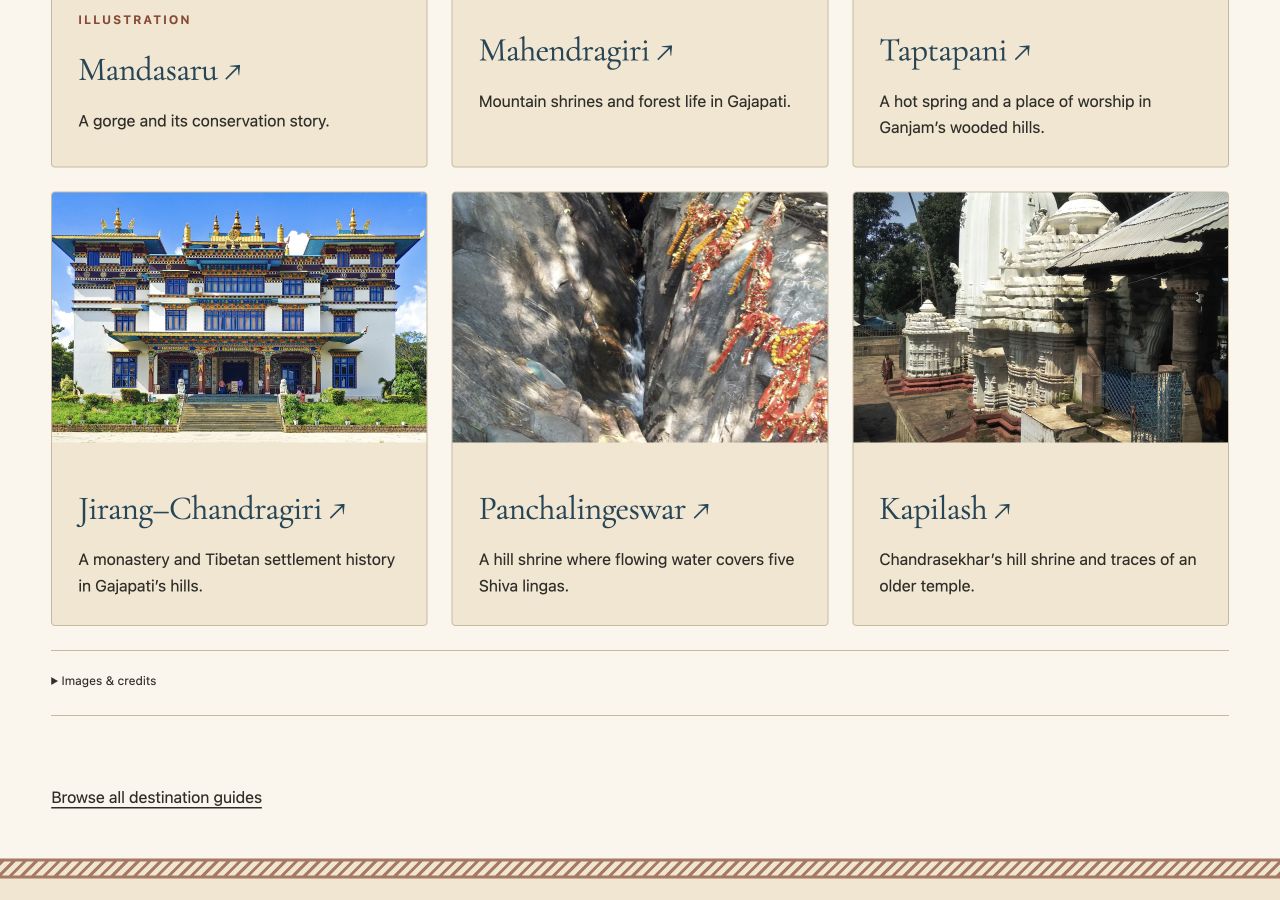 ILLUSTRATION
Mandasaru ↗
A gorge and its conservation story.
Mahendragiri ↗
Mountain shrines and forest life in Gajapati.
Taptapani ↗
A hot spring and a place of worship in
Ganjam’s wooded hills.
Jirang–Chandragiri ↗
A monastery and Tibetan settlement history
in Gajapati’s hills.
Panchalingeswar ↗
A hill shrine where flowing water covers five
Shiva lingas.
Kapilash ↗
Chandrasekhar’s hill shrine and traces of an
older temple.
▶ Images & credits
Browse all destination guides